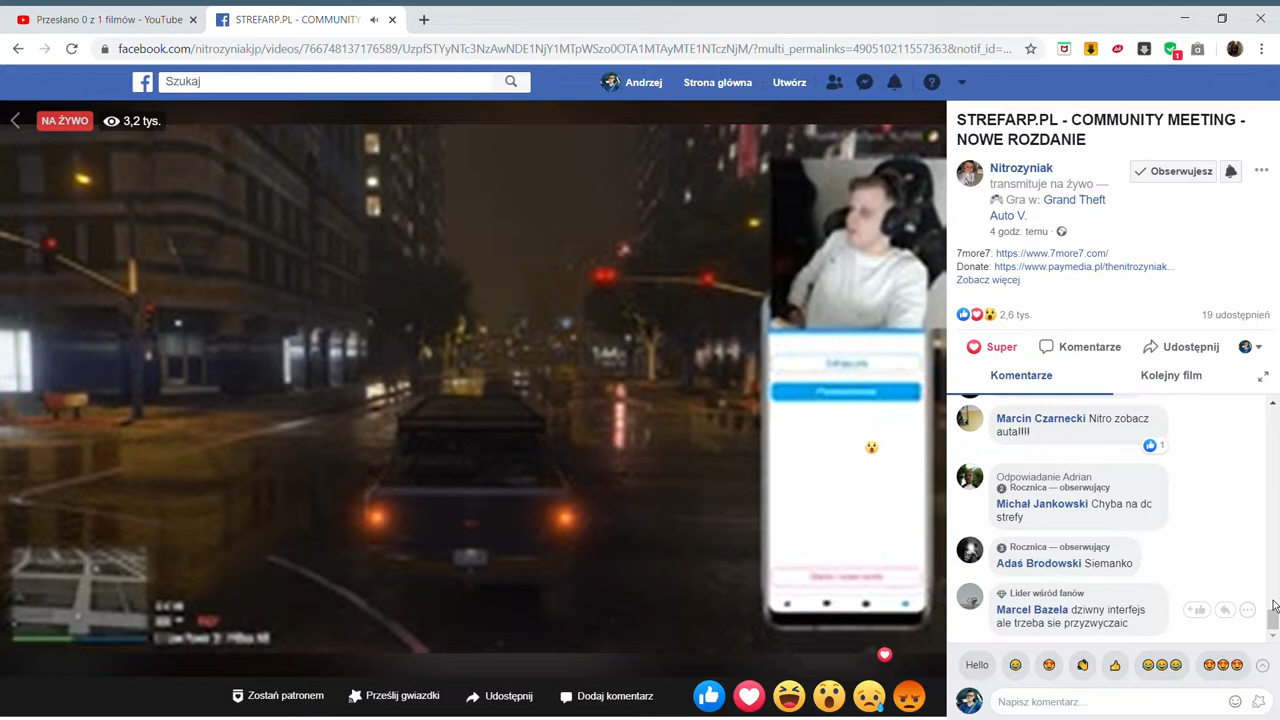 Przesłano 0 z 1 filmów - YouTube
STREFARP.PL - COMMUNITY
facebook.com/nitrozyniakjp/videos/766748137176589/UzpfSTYyNTc3NzAwNDE1NjY1MTpWSzo0OTA1MTAyMTE1NTczNjM/?multi_permalinks=490510211557363&notif_id=...
1
Szukaj
Andrzej
Strona główna
Utwórz
NA ŻYWO
3,2 tys.
STREFARP.PL - COMMUNITY MEETING -
NOWE ROZDANIE
Nitrozyniak
transmituje na żywo —
Gra w: Grand Theft
Auto V.
4 godz. temu
Obserwujesz
7more7: https://www.7more7.com/
Donate: https://www.paymedia.pl/thenitrozyniak...
Zobacz więcej
2,6 tys.
19 udostępnień
Super
Komentarze
Udostępnij
Komentarze
Kolejny film
Marcin Czarnecki Nitro zobacz
auta!!!!
1
Odpowiadanie Adrian
2 Rocznica — obserwujący
Michał Jankowski Chyba na dc
strefy
3 Rocznica — obserwujący
Adaś Brodowski Siemanko
Lider wśród fanów
Marcel Bazela dziwny interfejs
ale trzeba sie przyzwyczaic
Hello
Napisz komentarz...
Zostań patronem
Prześlij gwiazdki
Udostępnij
Dodaj komentarz